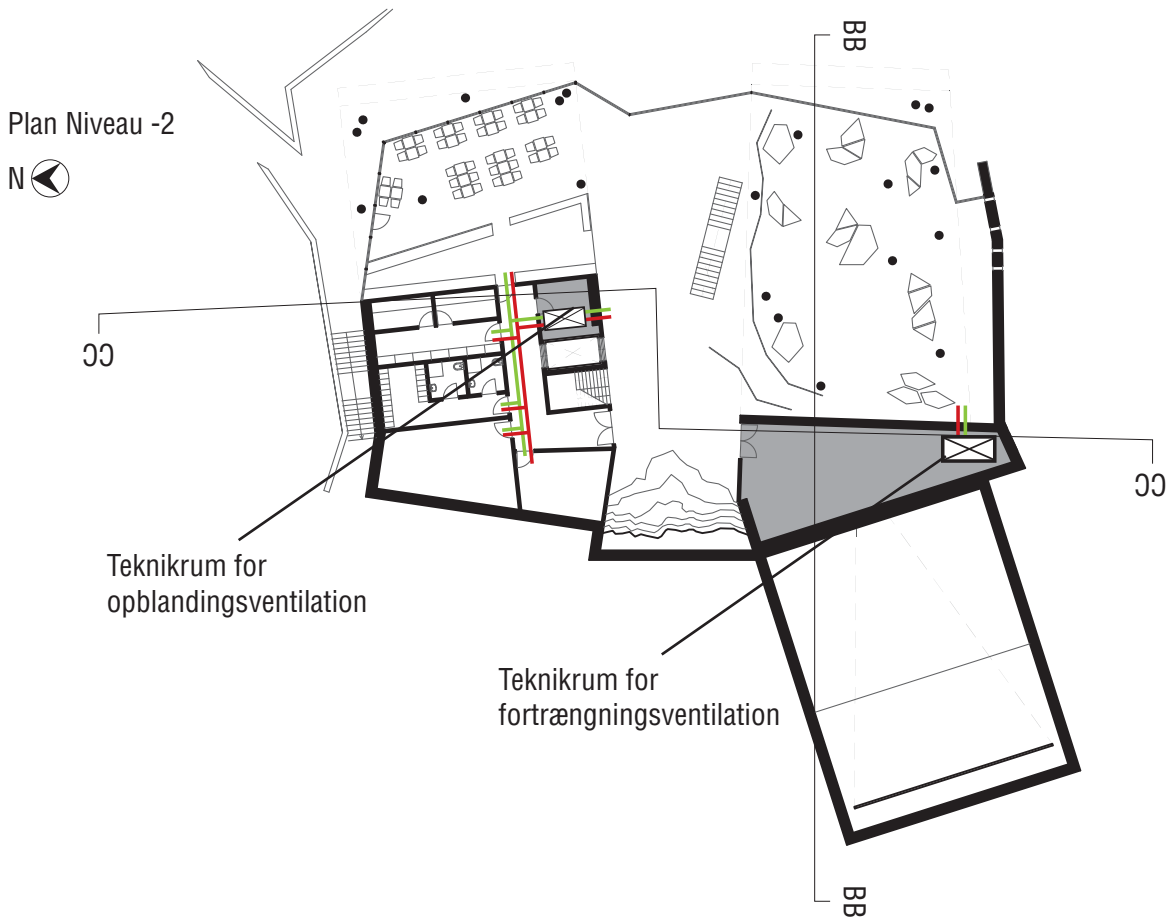 BB
Plan Niveau -2
N
CC
CC
Teknikrum for
opblandingsventilation
Teknikrum for
fortrængningsventilation
BB